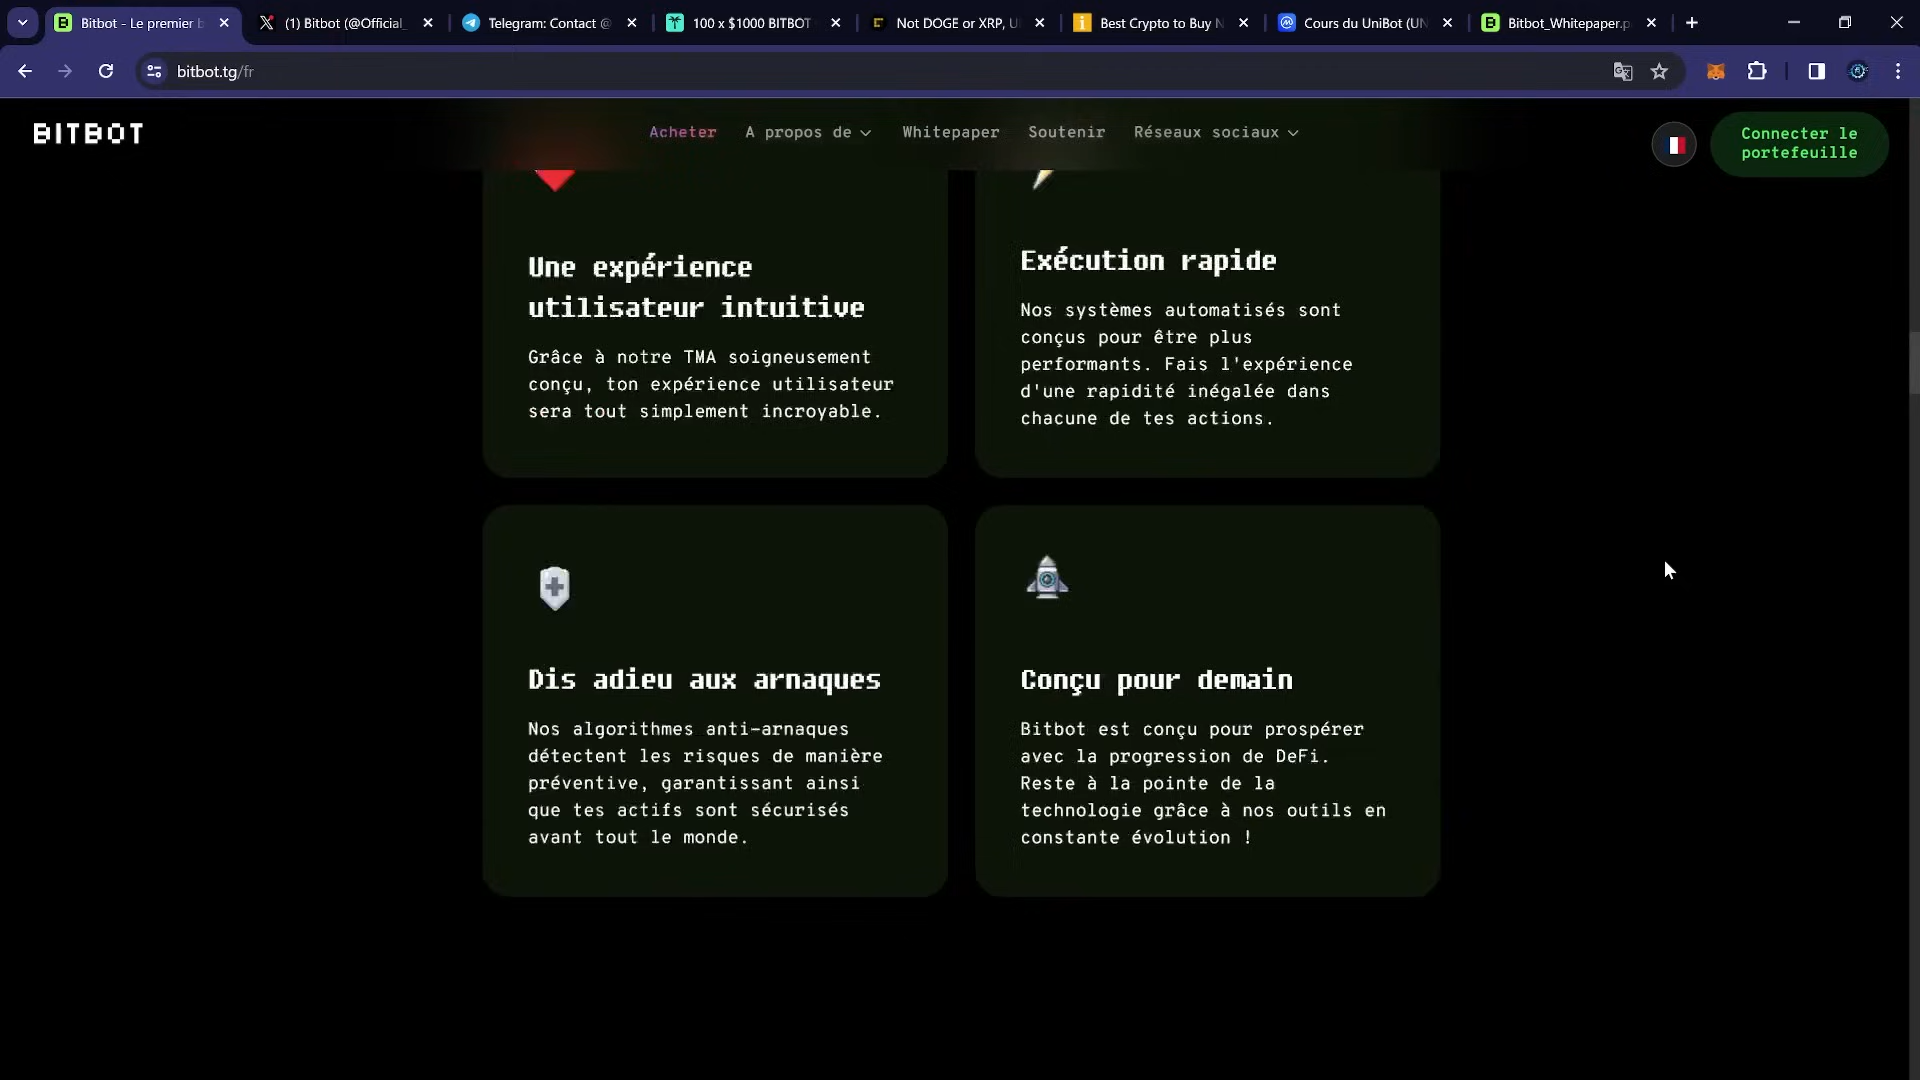 Bitbot - Le premier b
(1) Bitbot (@Official_
Telegram: Contact @
100 x $1000 BITBOT
Not DOGE or XRP, U
Best Crypto to Buy N
Cours du UniBot (UN
Bitbot_Whitepaper.p
bitbot.tg/fr
BITBOT
Acheter
A propos de
Whitepaper
Soutenir
Réseaux sociaux
Connecter le
portefeuille
Une expérience
utilisateur intuitive
Grâce à notre TMA soigneusement
conçu, ton expérience utilisateur
sera tout simplement incroyable.
Exécution rapide
Nos systèmes automatisés sont
conçus pour être plus
performants. Fais l'expérience
d'une rapidité inégalée dans
chacune de tes actions.
Dis adieu aux arnaques
Nos algorithmes anti-arnaques
détectent les risques de manière
préventive, garantissant ainsi
que tes actifs sont sécurisés
avant tout le monde.
Conçu pour demain
Bitbot est conçu pour prospérer
avec la progression de DeFi.
Reste à la pointe de la
technologie grâce à nos outils en
constante évolution !